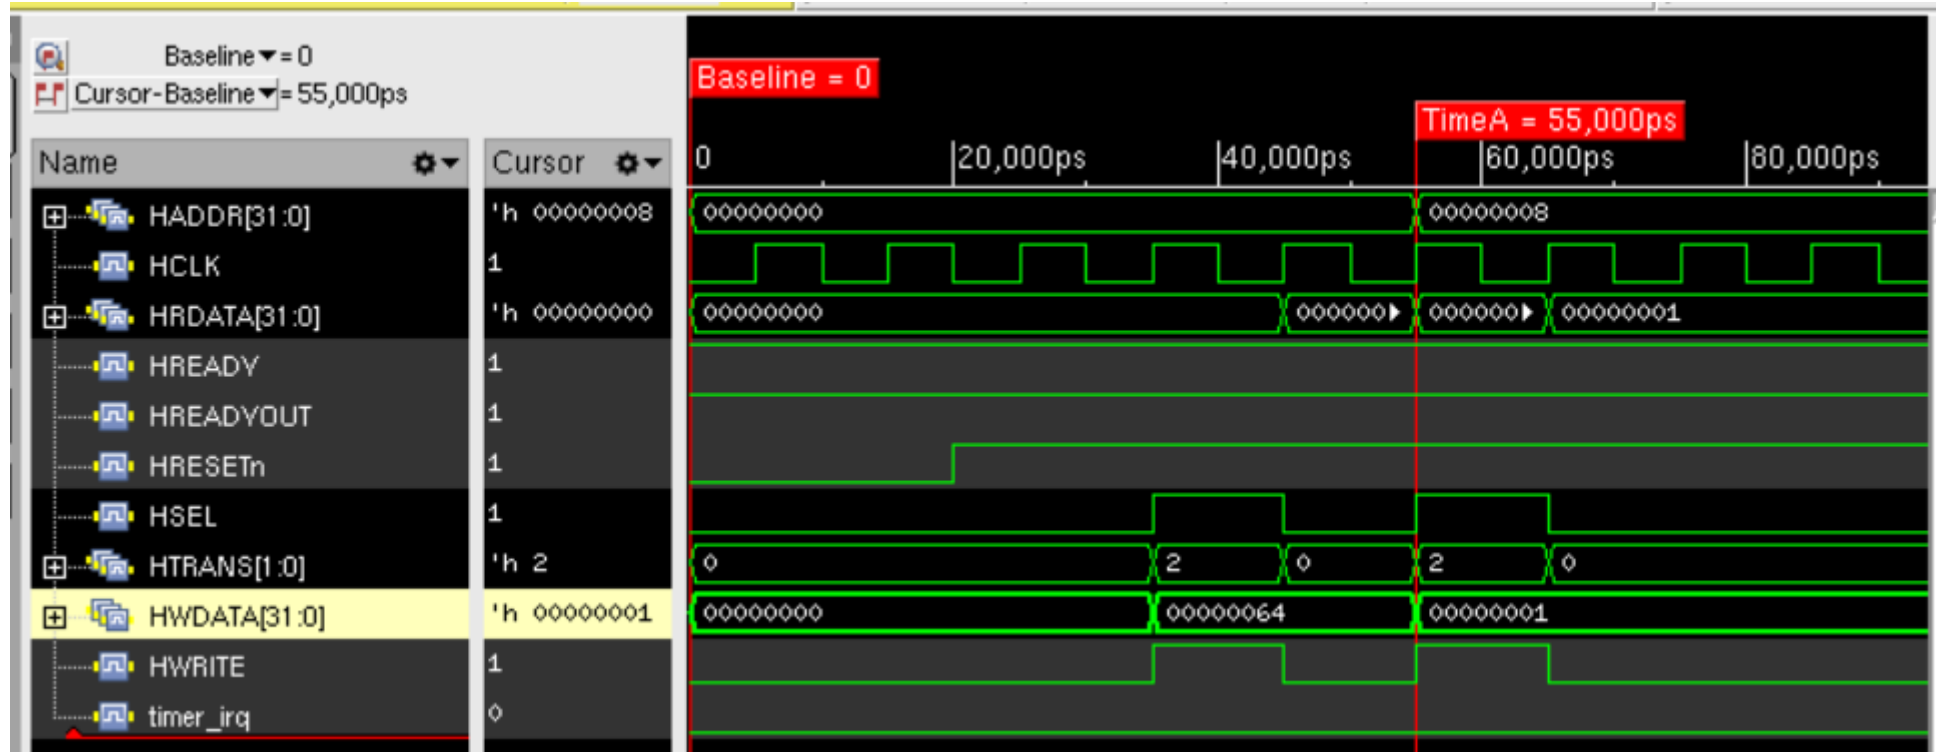 Baseline▼= 0
Cursor-Baseline▼= 55,000ps
Baseline = 0
TimeA = 55,000ps
Name Cursor 0 20,000ps 40,000ps 60,000ps 80,000ps
HADDR[31:0] 'h 00000008 00000000 00000008
HCLK 1
HRDATA[31:0] 'h 00000000 00000000 000000▶ 000000▶ 00000001
HREADY 1
HREADYOUT 1
HRESETn 1
HSEL 1
HTRANS[1:0] 'h 2 0 2 0 2 0
HWDATA[31:0] 'h 00000001 00000000 00000064 00000001
HWRITE 1
timer_irq 0